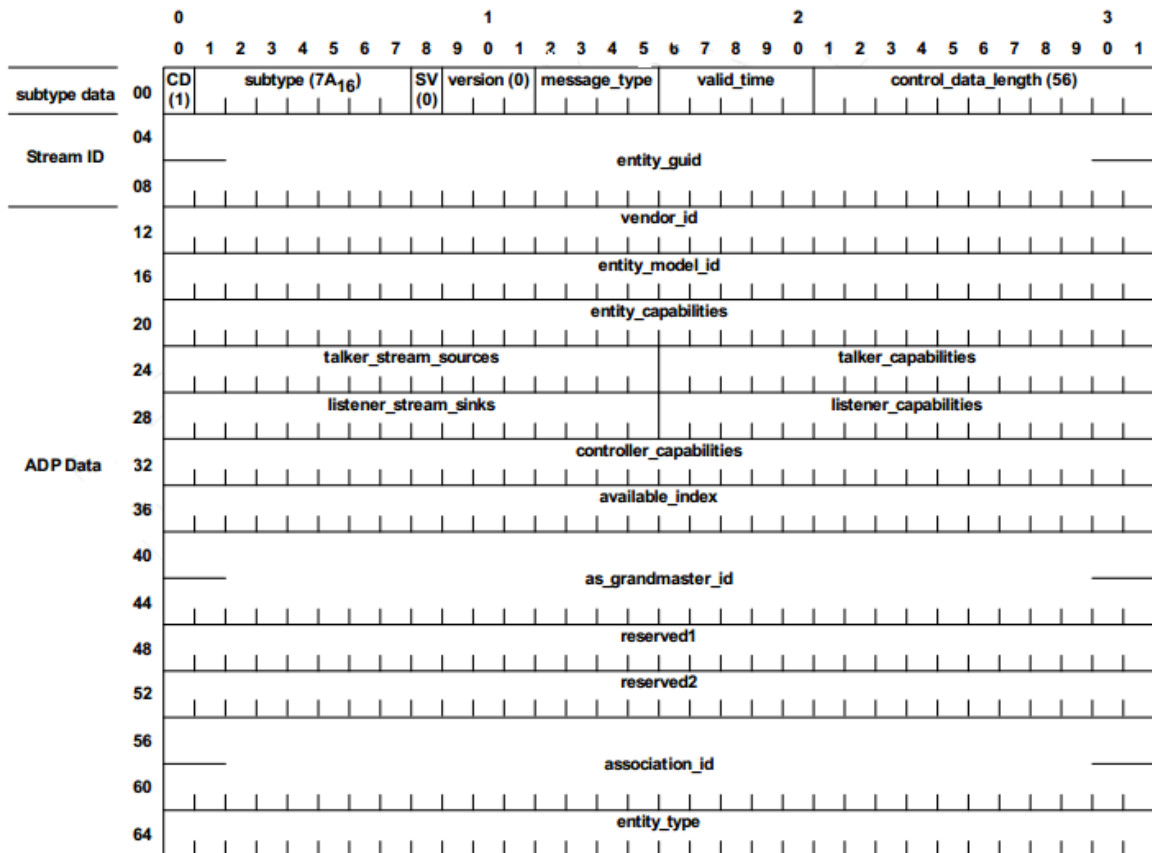 0 1 2 3
0 1 2 3 4 5 6 7 8 9 0 1 2 3 4 5 6 7 8 9 0 1 2 3 4 5 6 7 8 9 0 1
subtype data 00 CD (1) subtype (7A16) SV (0) version (0) message_type valid_time control_data_length (56)
04
Stream ID entity_guid
08
vendor_id
12
entity_model_id
16
entity_capabilities
20
talker_stream_sources talker_capabilities
24
listener_stream_sinks listener_capabilities
28
controller_capabilities
ADP Data 32
available_index
36
40
as_grandmaster_id
44
reserved1
48
reserved2
52
56
association_id
60
entity_type
64